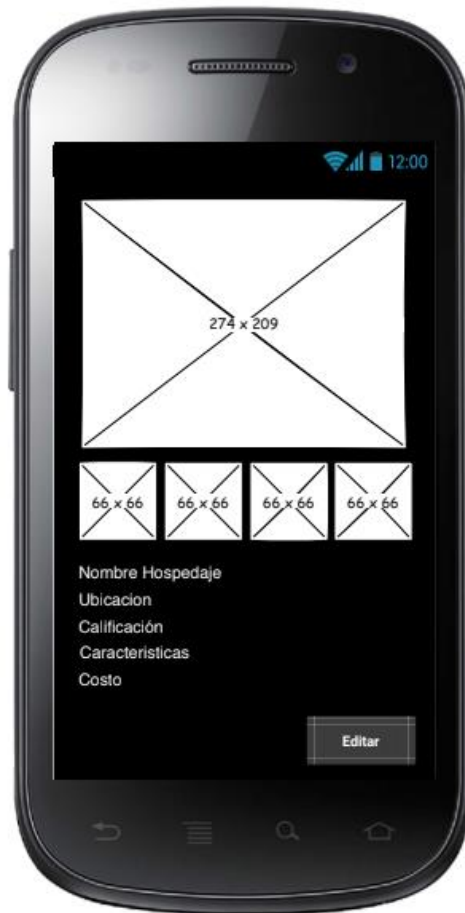 12:00
274 x 209
66 x 66 66 x 66 66 x 66 66 x 66
Nombre Hospedaje
Ubicacion
Calificación
Caracteristicas
Costo
Editar